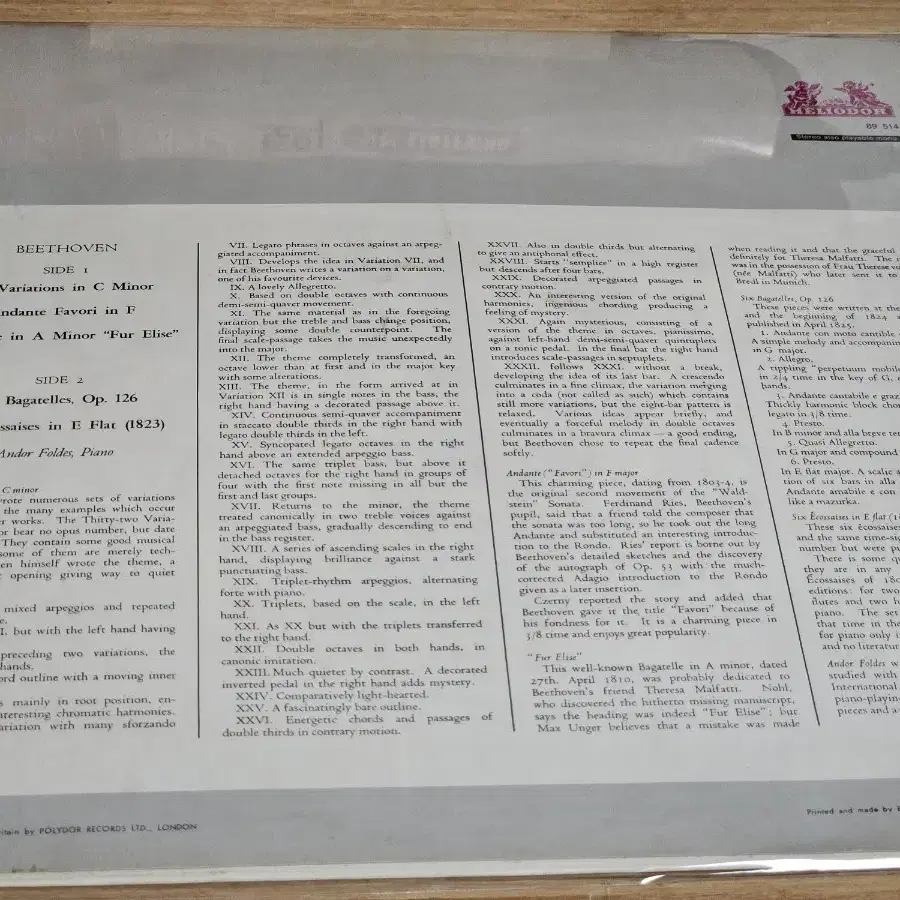 HELIODOR
89 514
Stereo also playable mono
BEETHOVEN
SIDE 1
Variations in C Minor
ndante Favori in F
e in A Minor "Fur Elise"
SIDE 2
Bagatelles, Op. 126
ssaises in E Flat (1823)
Andor Foldes, Piano
C minor
rote numerous sets of variations
the many examples which occur
r works. The Thirty-two Varia-
or bear no opus number, but date
They contain some good musical
some of them are merely tech-
en himself wrote the theme, a
opening giving way to quiet
mixed arpeggios and repeated
e.
I. but with the left hand having
preceding two variations, the
hands.
ord outline with a moving inner
s mainly in root position, en-
nteresting chromatic harmonies.
ariation with many sforzando
VII. Legato phrases in octaves against an arpeg-
giated accompaniment.
VIII. Develops the idea in Variation VII, and
in fact Beethoven writes a variation on a variation,
one of his favourite devices.
IX. A lovely Allegretto.
X. Based on double octaves with continuous
demi-semi-quaver movement.
XI. The same material as in the foregoing
variation but the treble and bass change position,
displaying some double counterpoint. The
final scale-passage takes the music unexpectedly
into the major.
XII. The theme completely transformed, an
octave lower than at first and in the major key
with some alterations.
XIII. The theme, in the form arrived at in
Variation XII is in single notes in the bass, the
right hand having a decorated passage above it.
XIV. Continuous semi-quaver accompaniment
in staccato double thirds in the right hand with
legato double thirds in the left.
XV. Syncopated legato octaves in the right
hand above an extended arpeggio bass.
XVI. The same triplet bass, but above it
detached octaves for the right hand in groups of
four with the first note missing in all but the
first and last groups.
XVII. Returns to the minor, the theme
treated canonically in two treble voices against
an arpeggiated bass, gradually descending to end
in the bass register.
XVIII. A series of ascending scales in the right
hand, displaying brilliance against a stark
punctuating bass.
XIX. Triplet-rhythm arpeggios, alternating
forte with piano.
XX. Triplets, based on the scale, in the left
hand.
XXI. As XX but with the triplets transferred
to the right hand.
XXII. Double octaves in both hands, in
canonic imitation.
XXIII. Much quieter by contrast. A decorated
inverted pedal in the right hand adds mystery.
XXIV. Comparatively light-hearted.
XXV. A fascinatingly bare outline.
XXVI. Energetic chords and passages of
double thirds in contrary motion.
XXVII. Also in double thirds but alternating
to give an antiphonal effect.
XXVIII. Starts "semplice" in a high register
but descends after four bars.
XXIX. Decorated arpeggiated passages in
contrary motion.
XXX. An interesting version of the original
harmonies, ingenious chording producing a
feeling of mystery.
XXXI. Again mysterious, consisting of a
version of the theme in octaves, pianissimo,
against left-hand demi-semi-quaver quintuplets
on a tonic pedal. In the final bar the right hand
introduces scale-passages in septuplets.
XXXII. follows XXXI. without a break,
developing the idea of its last bar. A crescendo
culminates in a fine climax, the variation merging
into a coda (not called as such) which contains
still more variations, but the eight-bar pattern is
relaxed. Various ideas appear briefly, and
eventually a forceful melody in double octaves
culminates in a bravura climax — a good ending,
but Beethoven chose to repeat the final cadence
softly.
Andante ("Favori") in F major
This charming piece, dating from 1803-4, is
the original second movement of the "Wald-
stein" Sonata. Ferdinand Ries, Beethoven's
pupil, said that a friend told the composer that
the sonata was too long, so he took out the long
Andante and substituted an interesting introduc-
tion to the Rondo. Ries' report is borne out by
Beethoven's detailed sketches and the discovery
of the autograph of Op. 53 with the much-
corrected Adagio introduction to the Rondo
given as a later insertion.
Czerny reported the story and added that
Beethoven gave it the title "Favori" because of
his fondness for it. It is a charming piece in
3/8 time and enjoys great popularity.
"Fur Elise"
This well-known Bagatelle in A minor, dated
27th. April 1810, was probably dedicated to
Beethoven's friend Theresa Malfatti. Nohl,
who discovered the hitherto missing manuscript,
says the heading was indeed "Fur Elise"; but
Max Unger believes that a mistake was made
when reading it and that the graceful
definitely for Theresa Malfatti. The
was in the possession of Frau Therese v
(née Malfatti) who later sent it to
Bredl in Munich.
Six Bagatelles, Op. 126
These pieces were written at the
and the beginning of 1824 a
published in April 1825.
1. Andante con moto cantabile
A simple melody and accompanim
in G major.
2. Allegro.
A rippling "perpetuum mobile
in 2/4 time in the key of G,
hands.
3. Andante cantabile e graz
Thickly harmonic block chor
legato in 3/8 time.
4. Presto.
In B minor and alla breve ter
5. Quasi Allegretto.
In G major and compound
6. Presto.
In E flat major. A scalic a
tion of six bars in alla
Andante amabile e con
like a mazurka.
Six Écossaises in E flat (1
These six écossaises
and the same time-sig
number but were pu
There is some qu
they are in any
Écossaises of 180
editions: for two
flutes and two h
piano. The set
that time in the
for piano only i
and no literatur
Andor Foldes w
studied with
International
piano-playin
pieces and a
itain by POLYDOR RECORDS LTD., LONDON
Printed and made by